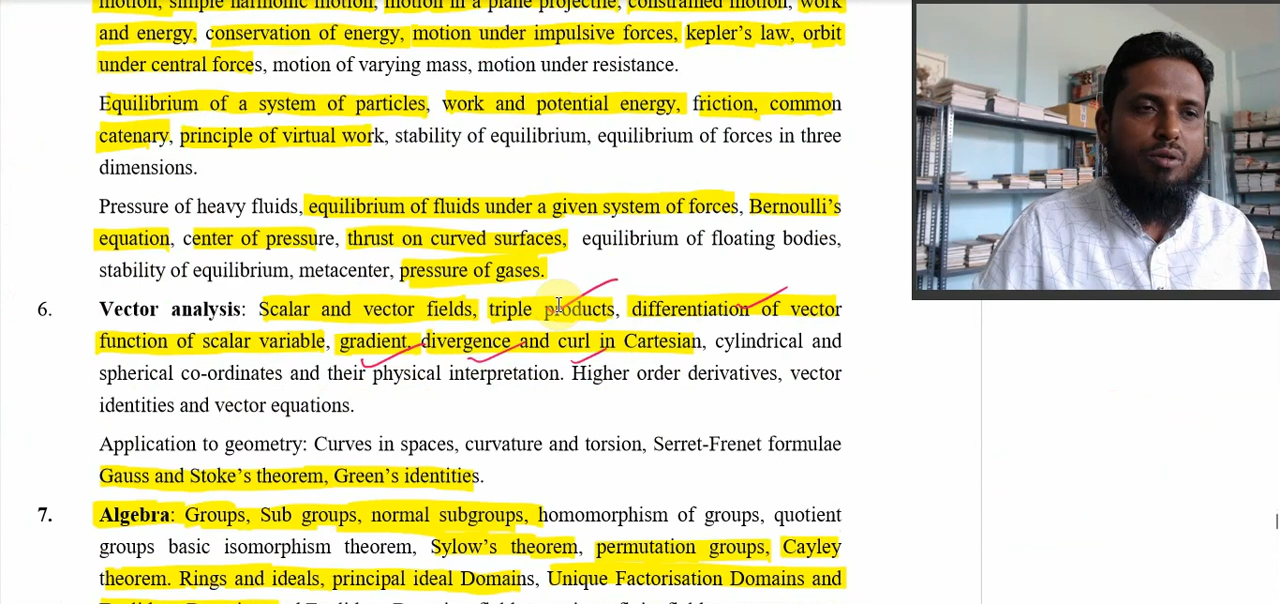 motion, simple harmonic motion, motion in a plane projectile, constrained motion, work
and energy, conservation of energy, motion under impulsive forces, kepler's law, orbit
under central forces, motion of varying mass, motion under resistance.
Equilibrium of a system of particles, work and potential energy, friction, common
catenary, principle of virtual work, stability of equilibrium, equilibrium of forces in three
dimensions.
Pressure of heavy fluids, equilibrium of fluids under a given system of forces, Bernoulli's
equation, center of pressure, thrust on curved surfaces, equilibrium of floating bodies,
stability of equilibrium, metacenter, pressure of gases.
6. Vector analysis: Scalar and vector fields, triple products, differentiation of vector
function of scalar variable, gradient, divergence and curl in Cartesian, cylindrical and
spherical co-ordinates and their physical interpretation. Higher order derivatives, vector
identities and vector equations.
Application to geometry: Curves in spaces, curvature and torsion, Serret-Frenet formulae
Gauss and Stoke's theorem, Green's identities.
7. Algebra: Groups, Sub groups, normal subgroups, homomorphism of groups, quotient
groups basic isomorphism theorem, Sylow's theorem, permutation groups, Cayley
theorem. Rings and ideals, principal ideal Domains, Unique Factorisation Domains and